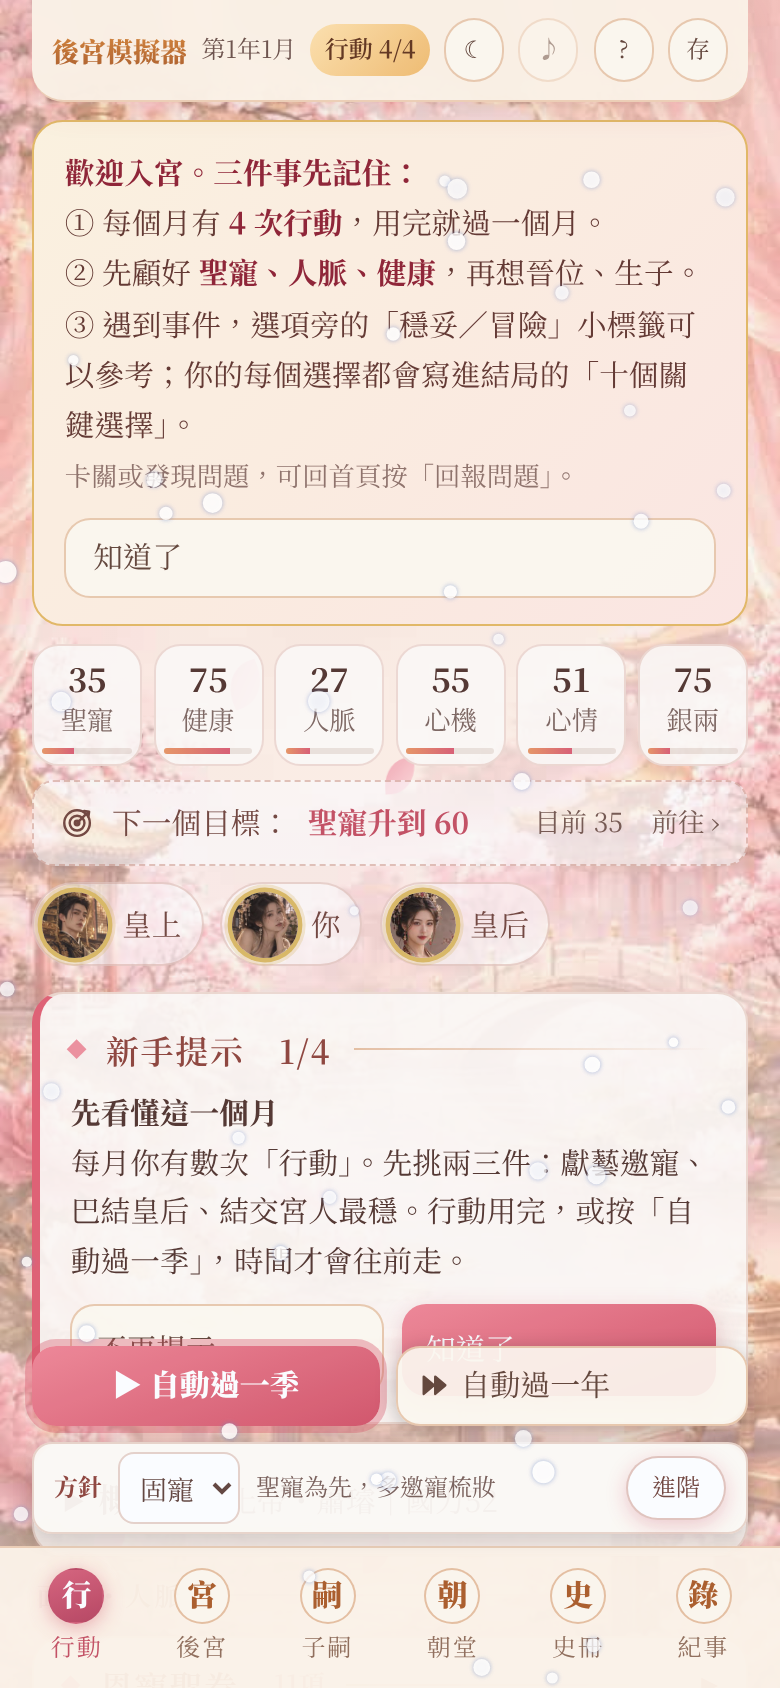 後宮模擬器 第1年1月 行動 4/4 ☾ ♪ ? 存
歡迎入宮。三件事先記住：
① 每個月有 4 次行動，用完就過一個月。
② 先顧好 聖寵、人脈、健康，再想晉位、生子。
③ 遇到事件，選項旁的「穩妥／冒險」小標籤可
以參考；你的每個選擇都會寫進結局的「十個關
鍵選擇」。
卡關或發現問題，可回首頁按「回報問題」。
知道了
35 75 27 55 51 75
聖寵 健康 人脈 心機 心情 銀兩
下一個目標： 聖寵升到 60 目前 35 前往 ›
皇上 你 皇后
◆ 新手提示 1/4
先看懂這一個月
每月你有數次「行動」。先挑兩三件：獻藝邀寵、
巴結皇后、結交宮人最穩。行動用完，或按「自
動過一季」，時間才會往前走。
不再提示 知道了
▶ 自動過一季 自動過一年
方針 固寵 聖寵為先，多邀寵梳妝 進階
行 宮 嗣 朝 史 錄
行動 後宮 子嗣 朝堂 史冊 紀事